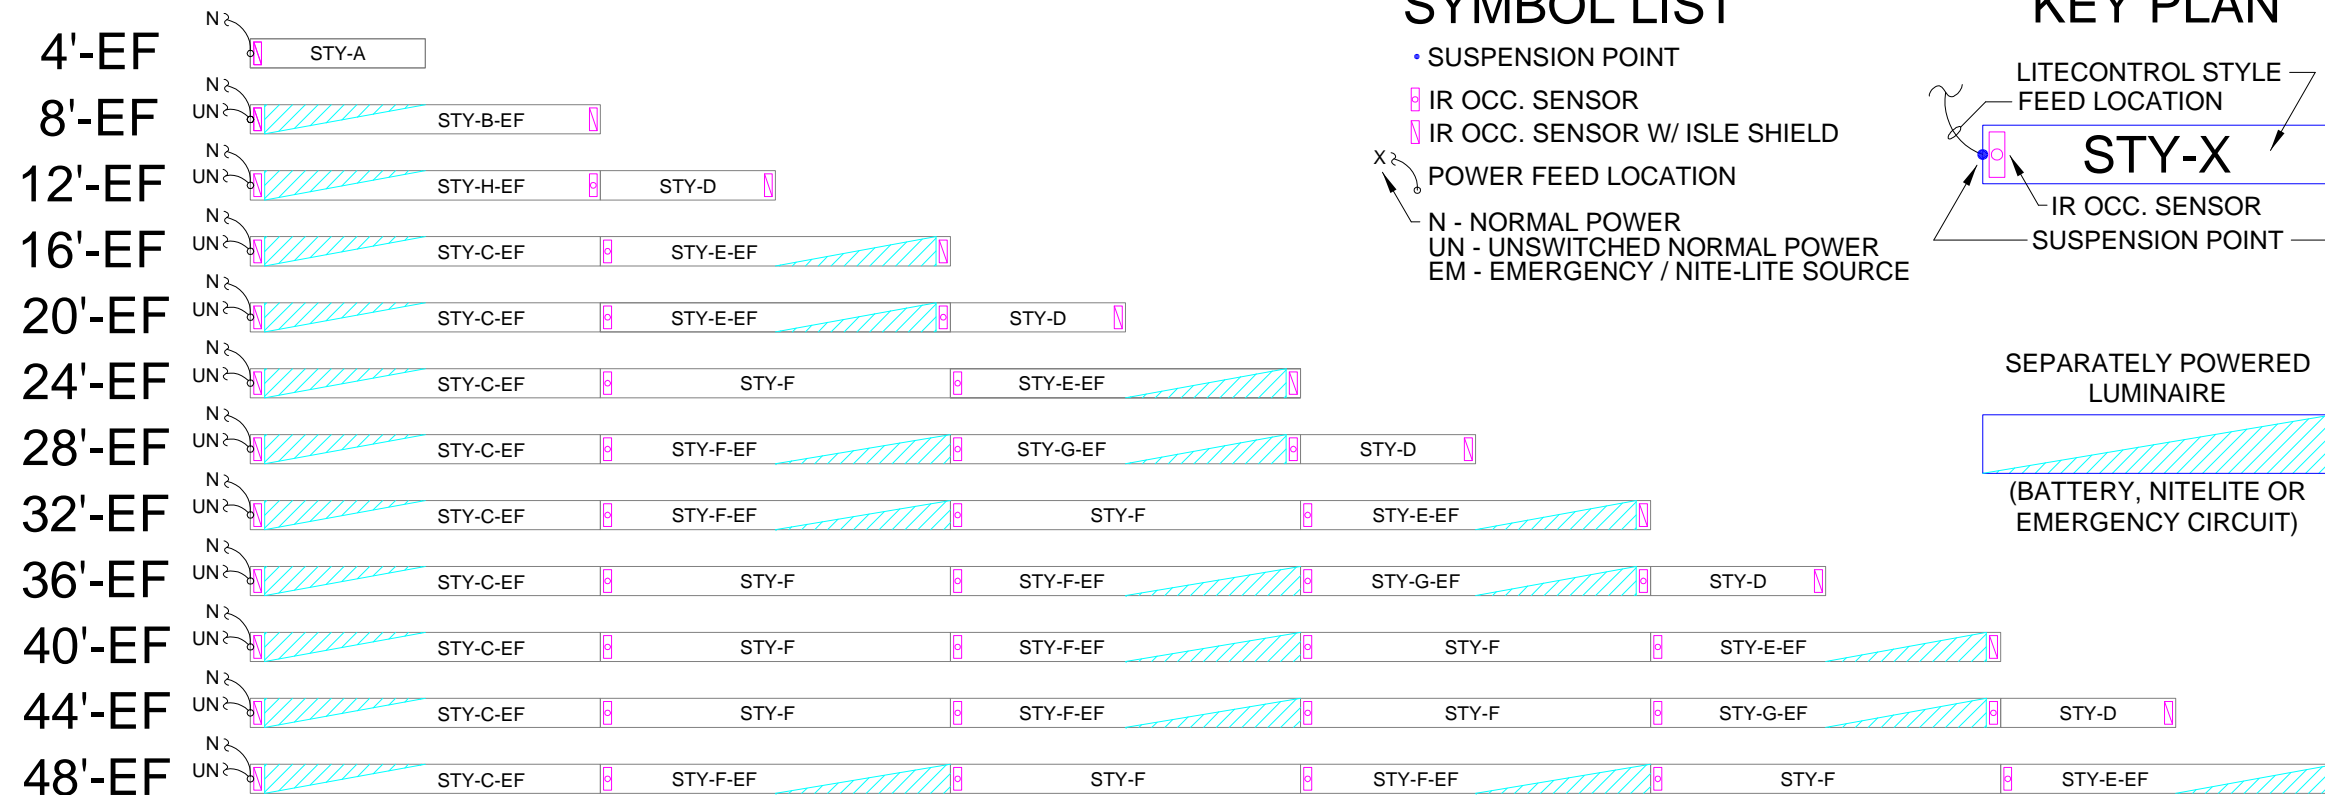 SYMBOL LIST
SUSPENSION POINT
IR OCC. SENSOR
IR OCC. SENSOR W/ ISLE SHIELD
X
POWER FEED LOCATION
N - NORMAL POWER
UN - UNSWITCHED NORMAL POWER
EM - EMERGENCY / NITE-LITE SOURCE
KEY PLAN
LITECONTROL STYLE
FEED LOCATION
STY-X
IR OCC. SENSOR
SUSPENSION POINT
SEPARATELY POWERED
LUMINAIRE
(BATTERY, NITELITE OR
EMERGENCY CIRCUIT)
N
4'-EF STY-A
N
8'-EF UN STY-B-EF
N
12'-EF UN STY-H-EF STY-D
N
16'-EF UN STY-C-EF STY-E-EF
N
20'-EF UN STY-C-EF STY-E-EF STY-D
N
24'-EF UN STY-C-EF STY-F STY-E-EF
N
28'-EF UN STY-C-EF STY-F-EF STY-G-EF STY-D
N
32'-EF UN STY-C-EF STY-F-EF STY-F STY-E-EF
N
36'-EF UN STY-C-EF STY-F STY-F-EF STY-G-EF STY-D
N
40'-EF UN STY-C-EF STY-F STY-F-EF STY-F STY-E-EF
N
44'-EF UN STY-C-EF STY-F STY-F-EF STY-F STY-G-EF STY-D
N
48'-EF UN STY-C-EF STY-F-EF STY-F STY-F-EF STY-F STY-E-EF